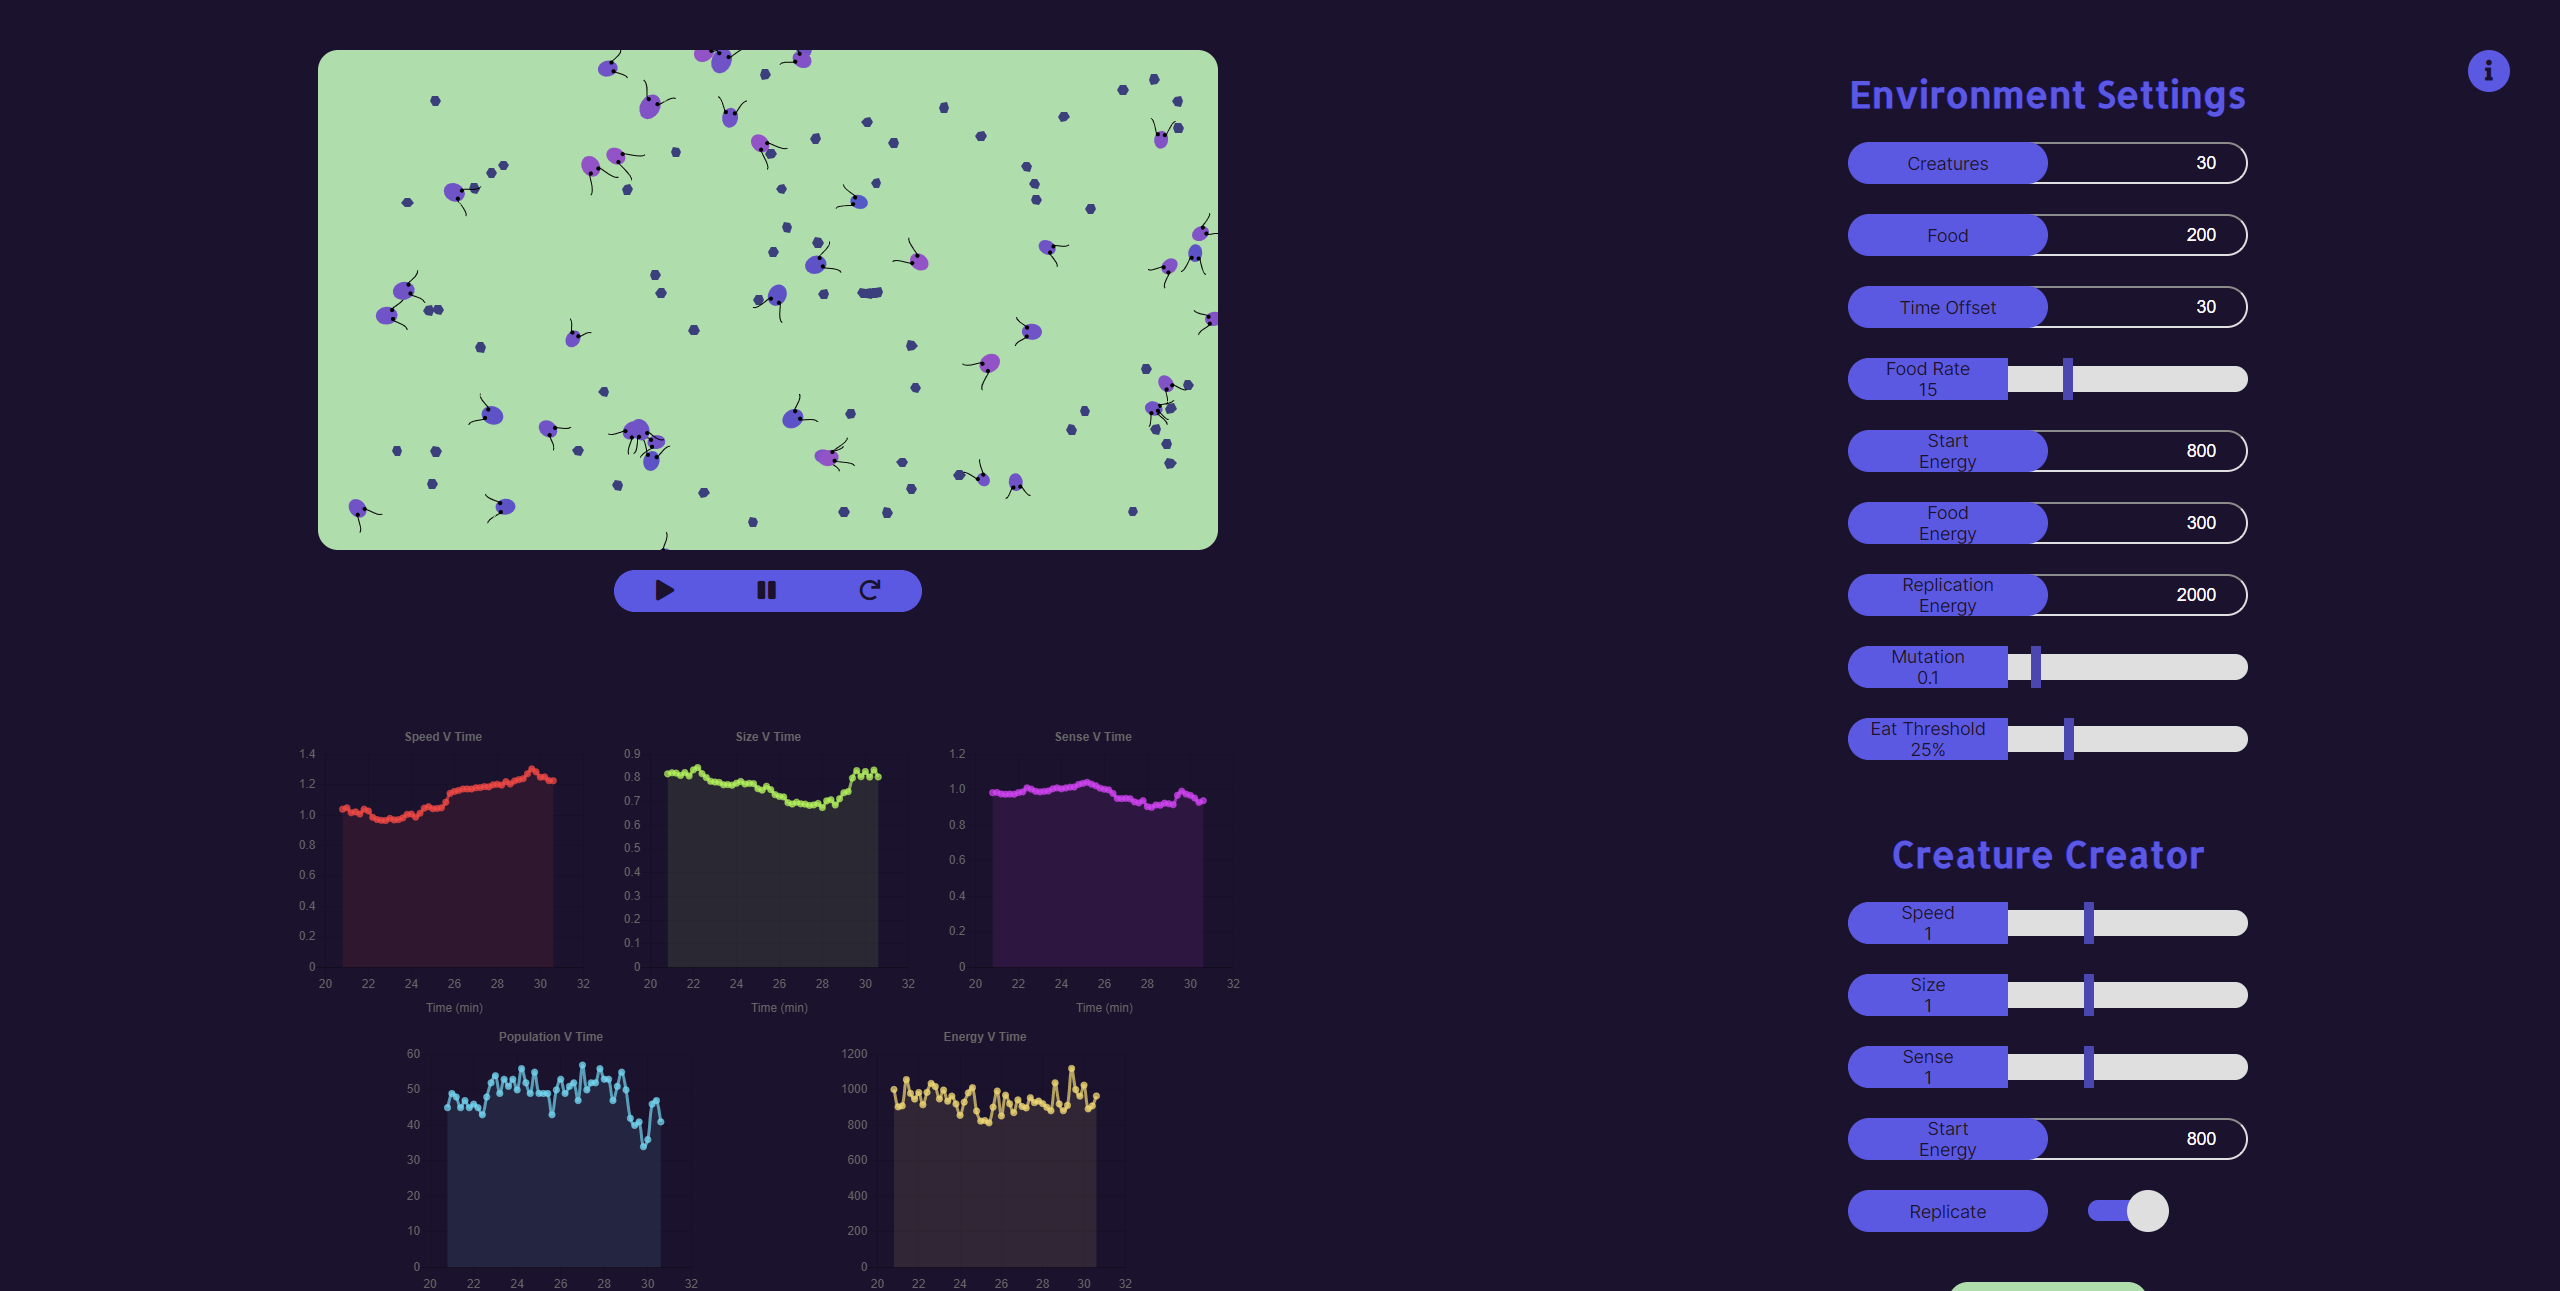 Environment Settings
Creatures 30
Food 200
Time Offset 30
Food Rate
15
Start
Energy 800
Food
Energy 300
Replication
Energy 2000
Mutation
0.1
Eat Threshold
25%
Speed V Time
1.4
1.2
1.0
0.8
0.6
0.4
0.2
0
20 22 24 26 28 30 32
Time (min)
Size V Time
0.9
0.8
0.7
0.6
0.5
0.4
0.3
0.2
0.1
0
20 22 24 26 28 30 32
Time (min)
Sense V Time
1.2
1.0
0.8
0.6
0.4
0.2
0
20 22 24 26 28 30 32
Time (min)
Population V Time
60
50
40
30
20
10
0
20 22 24 26 28 30 32
Energy V Time
1200
1000
800
600
400
200
0
20 22 24 26 28 30 32
Creature Creator
Speed
1
Size
1
Sense
1
Start
Energy 800
Replicate